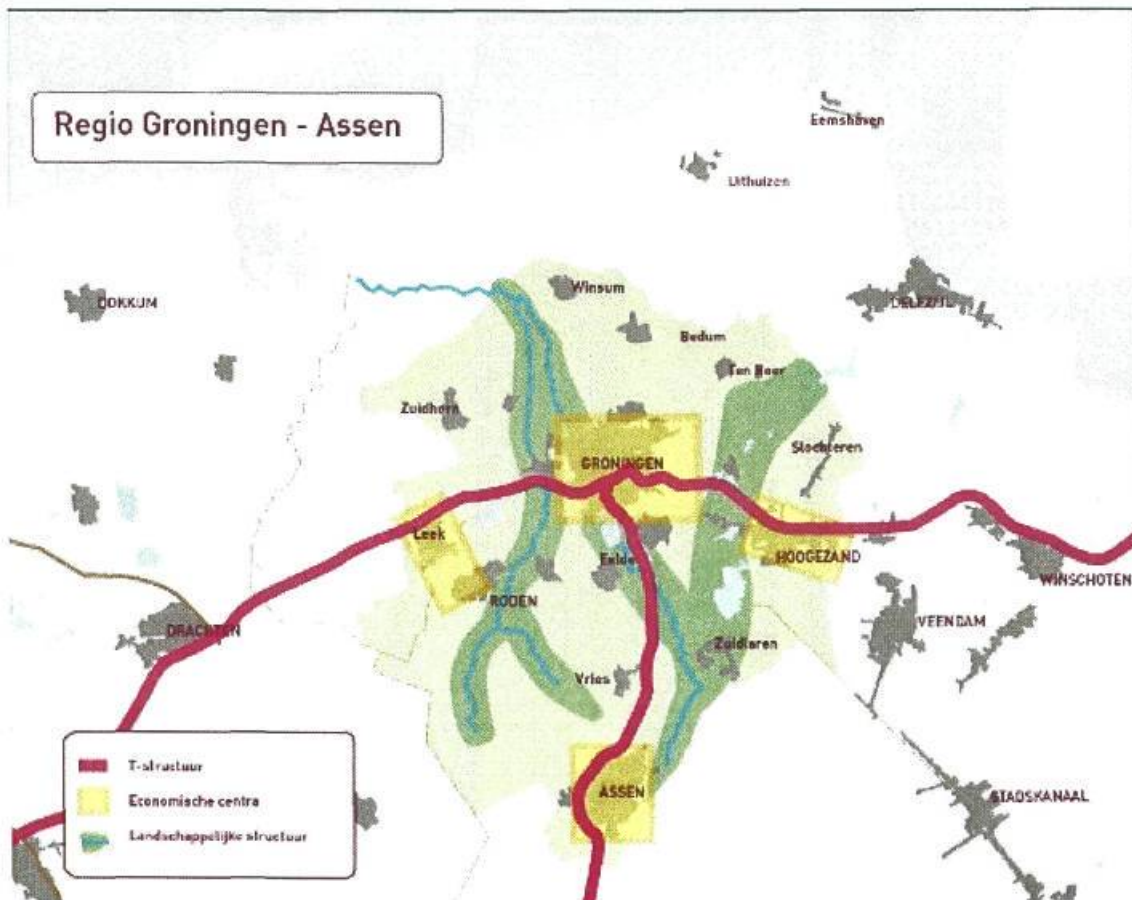 Regio Groningen - Assen
Eemshaven
Uithuizen
DOKKUM
Winsum
DELFZIJL
Bedum
Ten Boer
Zuidhorn
Slochteren
GRONINGEN
Leek
Eelde
HOOGEZAND
WINSCHOTEN
RODEN
DRACHTEN
VEENDAM
Zuidlaren
Vries
ASSEN
STADSKANAAL
T-structuur
Economische centra
Landschappelijke structuur